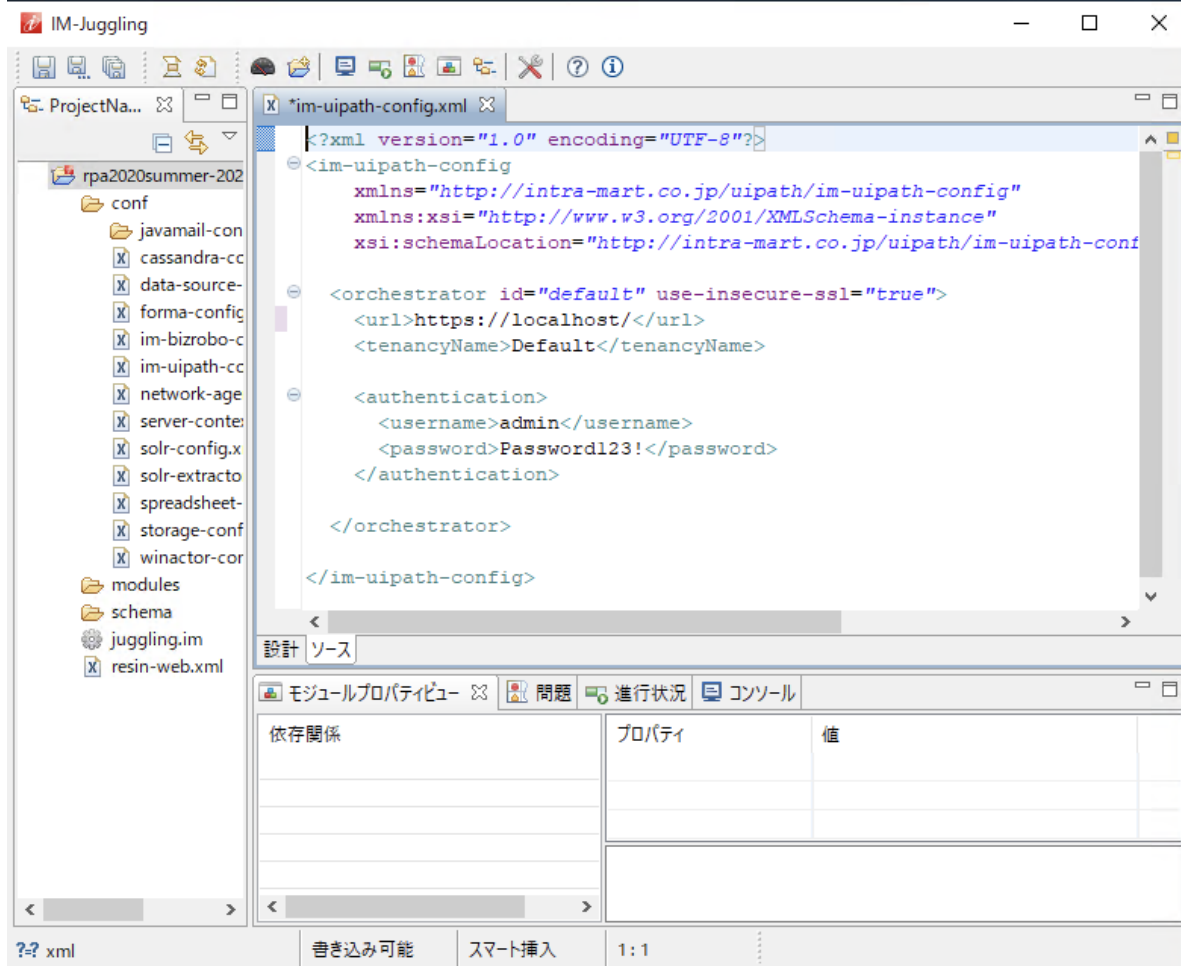 IM-Juggling
ProjectNa...
*im-uipath-config.xml
rpa2020summer-202
conf
javamail-con
cassandra-cc
data-source-
forma-config
im-bizrobo-c
im-uipath-cc
network-age
server-conte
solr-config.x
solr-extracto
spreadsheet-
storage-conf
winactor-cor
modules
schema
juggling.im
resin-web.xml
<?xml version="1.0" encoding="UTF-8"?>
<im-uipath-config
xmlns="http://intra-mart.co.jp/uipath/im-uipath-config"
xmlns:xsi="http://www.w3.org/2001/XMLSchema-instance"
xsi:schemaLocation="http://intra-mart.co.jp/uipath/im-uipath-conf
<orchestrator id="default" use-insecure-ssl="true">
<url>https://localhost/</url>
<tenancyName>Default</tenancyName>
<authentication>
<username>admin</username>
<password>Password123!</password>
</authentication>
</orchestrator>
</im-uipath-config>
設計 ソース
モジュールプロパティビュー 問題 進行状況 コンソール
依存関係 プロパティ 値
?=? xml 書き込み可能 スマート挿入 1:1